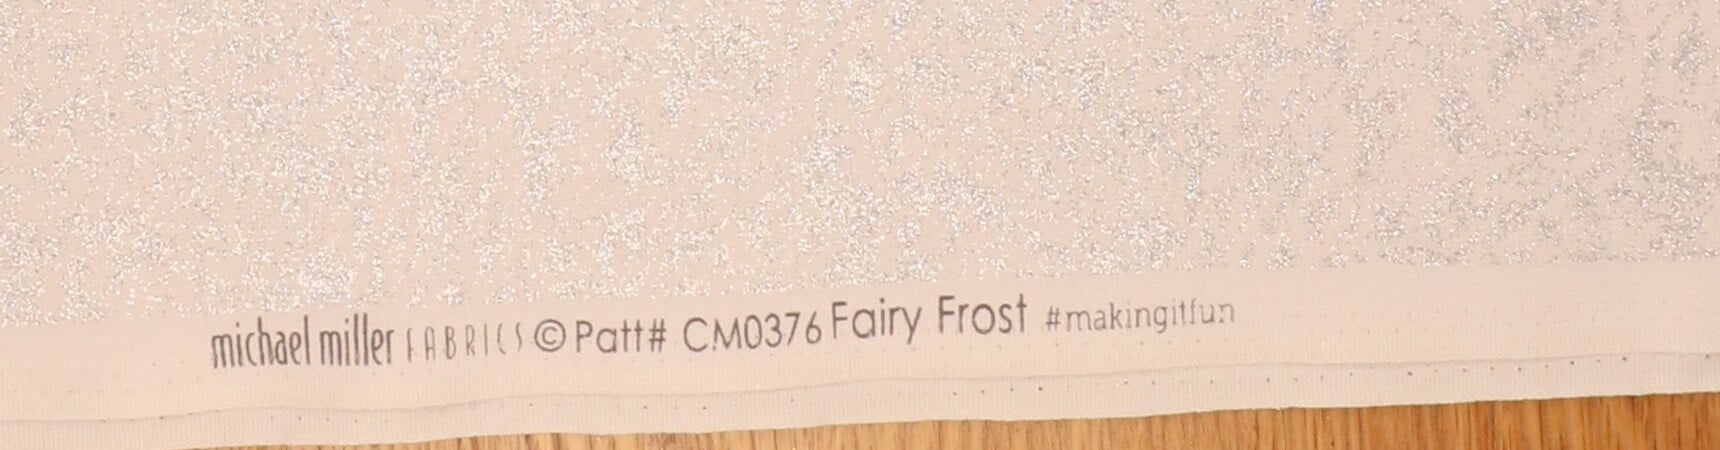 michael miller FABRICS © Patt# CM0376 Fairy Frost #makingitfun